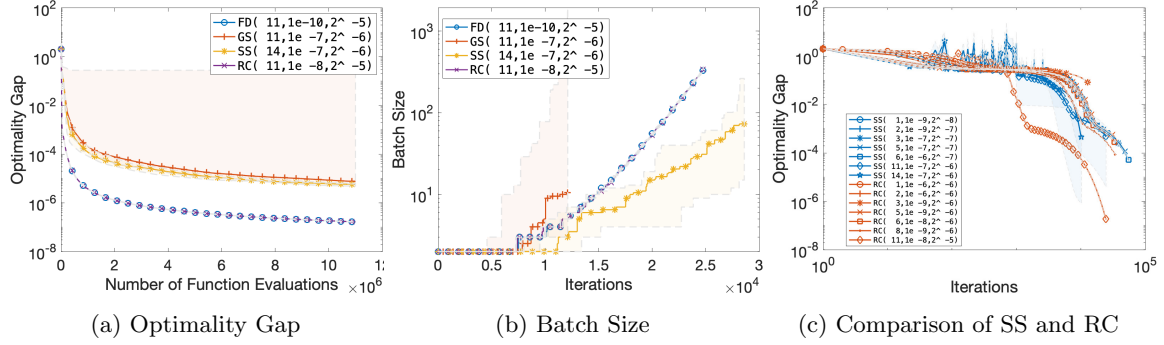 Optimality Gap
10^2
10^0
10^-2
10^-4
10^-6
10^-8
FD( 11,1e-10,2^ -5)
GS( 11,1e -7,2^ -6)
SS( 14,1e -7,2^ -6)
RC( 11,1e -8,2^ -5)
0 2 4 6 8 10 12
Number of Function Evaluations
×10^6
(a) Optimality Gap
Batch Size
10^3
10^2
10^1
FD( 11,1e-10,2^ -5)
GS( 11,1e -7,2^ -6)
SS( 14,1e -7,2^ -6)
RC( 11,1e -8,2^ -5)
0 0.5 1.0 1.5 2 2.5 3
Iterations
×10^4
(b) Batch Size
Optimality Gap
10^2
10^0
10^-2
10^-4
10^-6
10^-8
SS( 1,1e -9,2^ -8)
SS( 2,1e -9,2^ -7)
SS( 3,1e -7,2^ -7)
SS( 5,1e -7,2^ -7)
SS( 6,1e -6,2^ -7)
SS( 11,1e -7,2^ -6)
SS( 14,1e -7,2^ -6)
RC( 1,1e -6,2^ -6)
RC( 2,1e -6,2^ -6)
RC( 3,1e -9,2^ -6)
RC( 5,1e -9,2^ -6)
RC( 6,1e -8,2^ -6)
RC( 8,1e -9,2^ -6)
RC( 11,1e -8,2^ -5)
10^0 10^5
Iterations
(c) Comparison of SS and RC